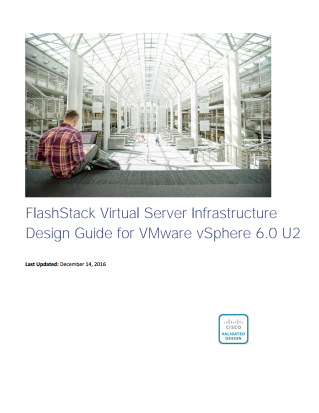 FlashStack Virtual Server Infrastructure
Design Guide for VMware vSphere 6.0 U2
Last Updated: December 14, 2016
CISCO
VALIDATED
DESIGN